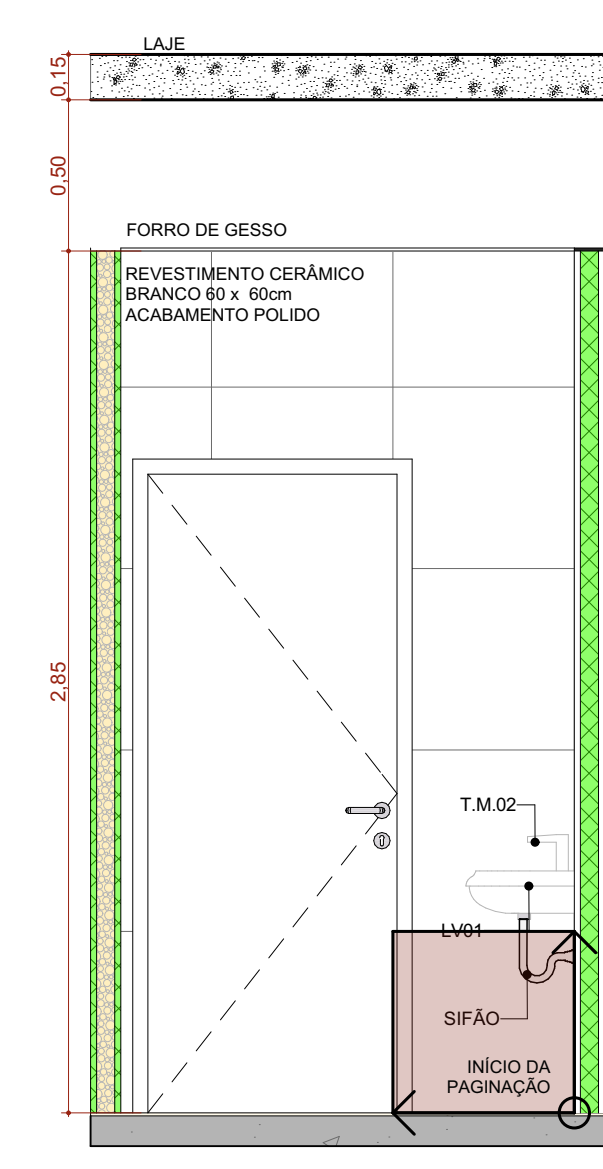 LAJE
0,15
0,50
FORRO DE GESSO
REVESTIMENTO CERÂMICO
BRANCO 60 x 60cm
ACABAMENTO POLIDO
2,85
T.M.02
LV01
SIFÃO
INÍCIO DA
PAGINAÇÃO